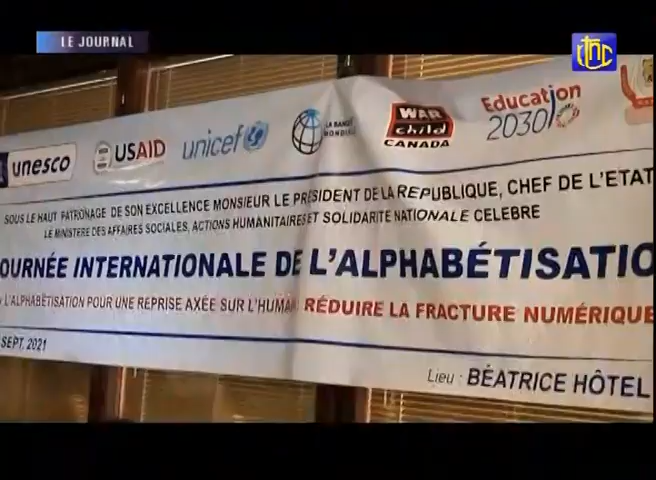 LE JOURNAL
rtnc
unesco
USAID
unicef
LA BANQUE MONDIALE
WAR child CANADA
Education 2030
SOUS LE HAUT PATRONAGE DE SON EXCELLENCE MONSIEUR LE PRÉSIDENT DE LA REPUBLIQUE, CHEF DE L'ETAT
LE MINISTERE DES AFFAIRES SOCIALES, ACTIONS HUMANITAIRES ET SOLIDARITE NATIONALE CELEBRE
OURNÉE INTERNATIONALE DE L'ALPHABÉTISATIO
L'ALPHABÉTISATION POUR UNE REPRISE AXÉE SUR L'HUMAIN RÉDUIRE LA FRACTURE NUMÉRIQUE
SEPT. 2021
Lieu : BÉATRICE HÔTEL